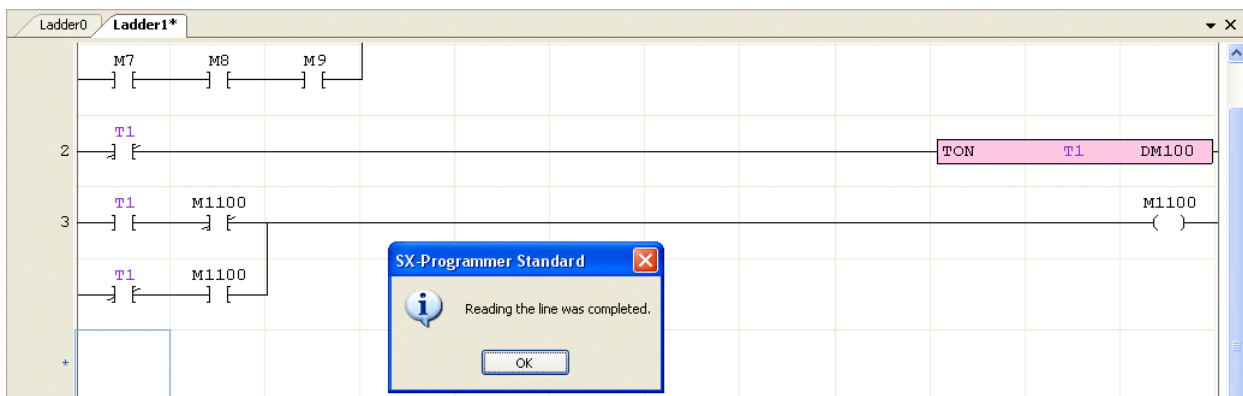 Ladder0 Ladder1*
M7 M8 M9
T1
2 TON T1 DM100
T1 M1100 M1100
3
T1 M1100
SX-Programmer Standard
Reading the line was completed.
OK
*